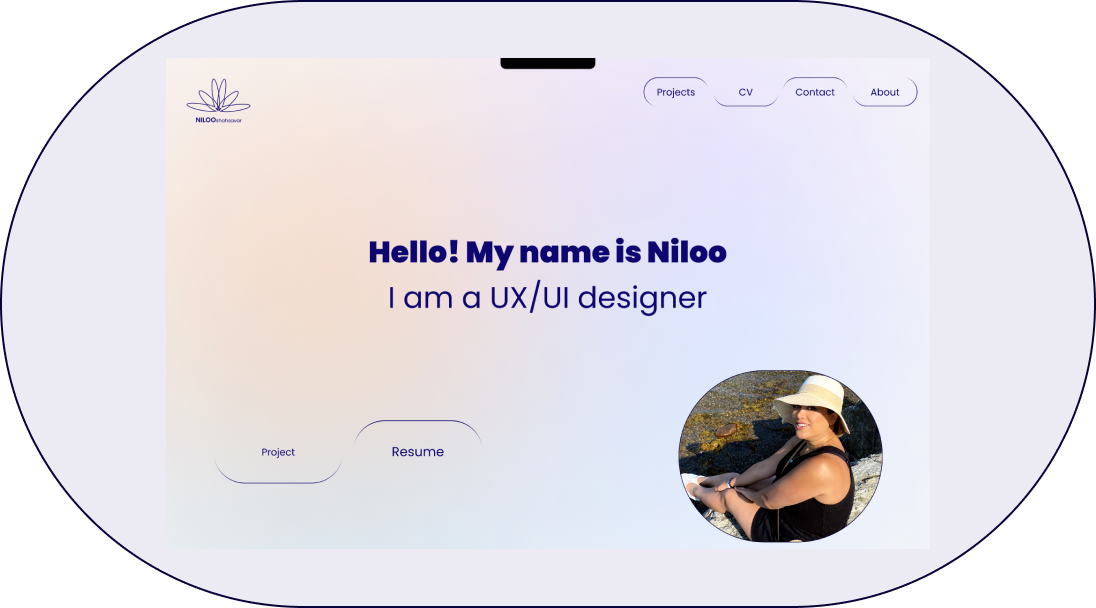 NILOOshahsavar
Projects CV Contact About
Hello! My name is Niloo
I am a UX/UI designer
Project Resume